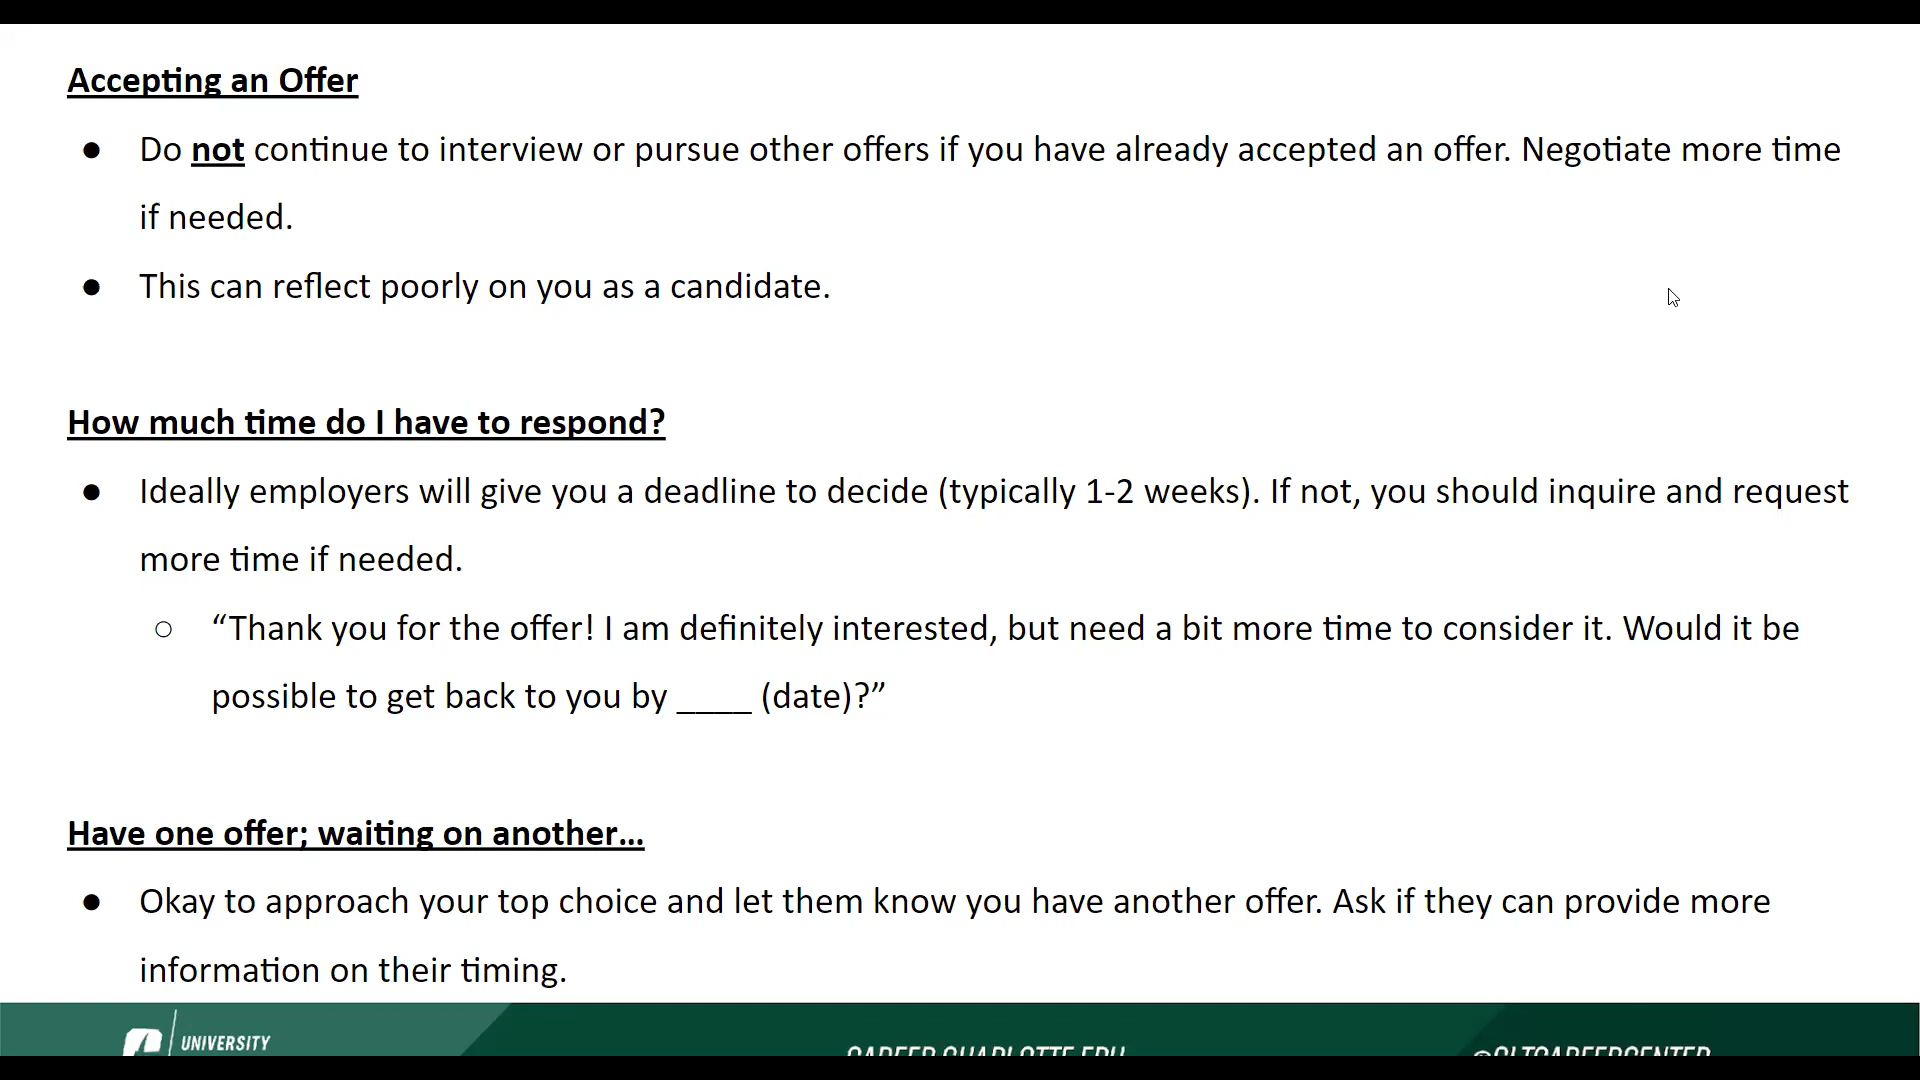 Accepting an Offer
● Do not continue to interview or pursue other offers if you have already accepted an offer. Negotiate more time
if needed.
● This can reflect poorly on you as a candidate.
How much time do I have to respond?
● Ideally employers will give you a deadline to decide (typically 1-2 weeks). If not, you should inquire and request
more time if needed.
○ “Thank you for the offer! I am definitely interested, but need a bit more time to consider it. Would it be
possible to get back to you by ____ (date)?”
Have one offer; waiting on another…
● Okay to approach your top choice and let them know you have another offer. Ask if they can provide more
information on their timing.
UNIVERSITY
CAREER.CHARLOTTE.EDU
@CLTCAREERCENTER